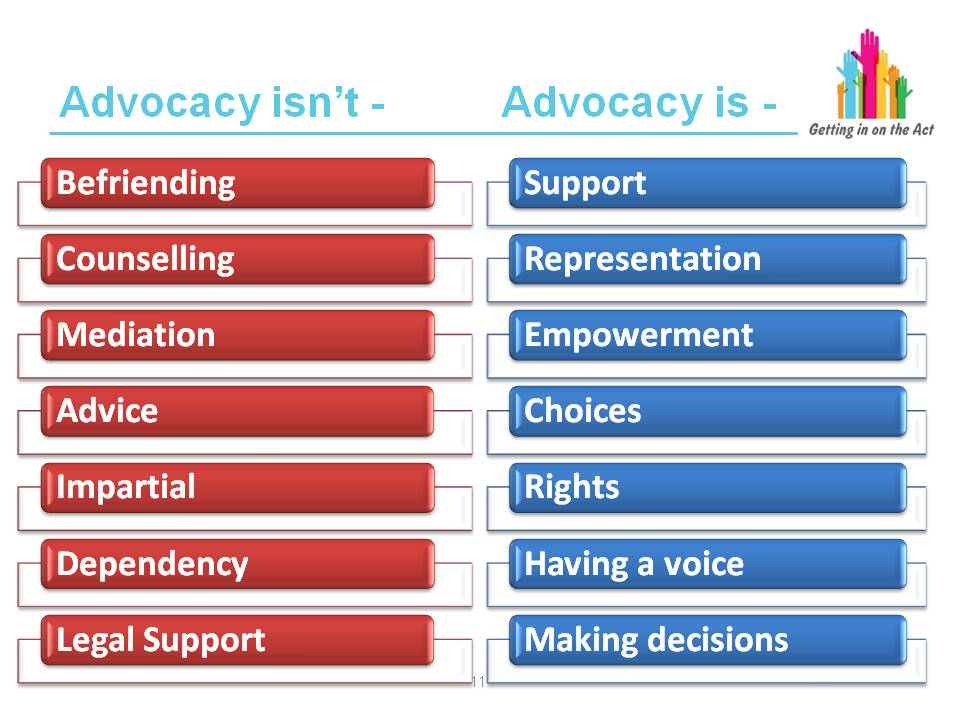 Advocacy isn't -
Advocacy is -
Getting in on the Act
Befriending
Counselling
Mediation
Advice
Impartial
Dependency
Legal Support
Support
Representation
Empowerment
Choices
Rights
Having a voice
Making decisions
11